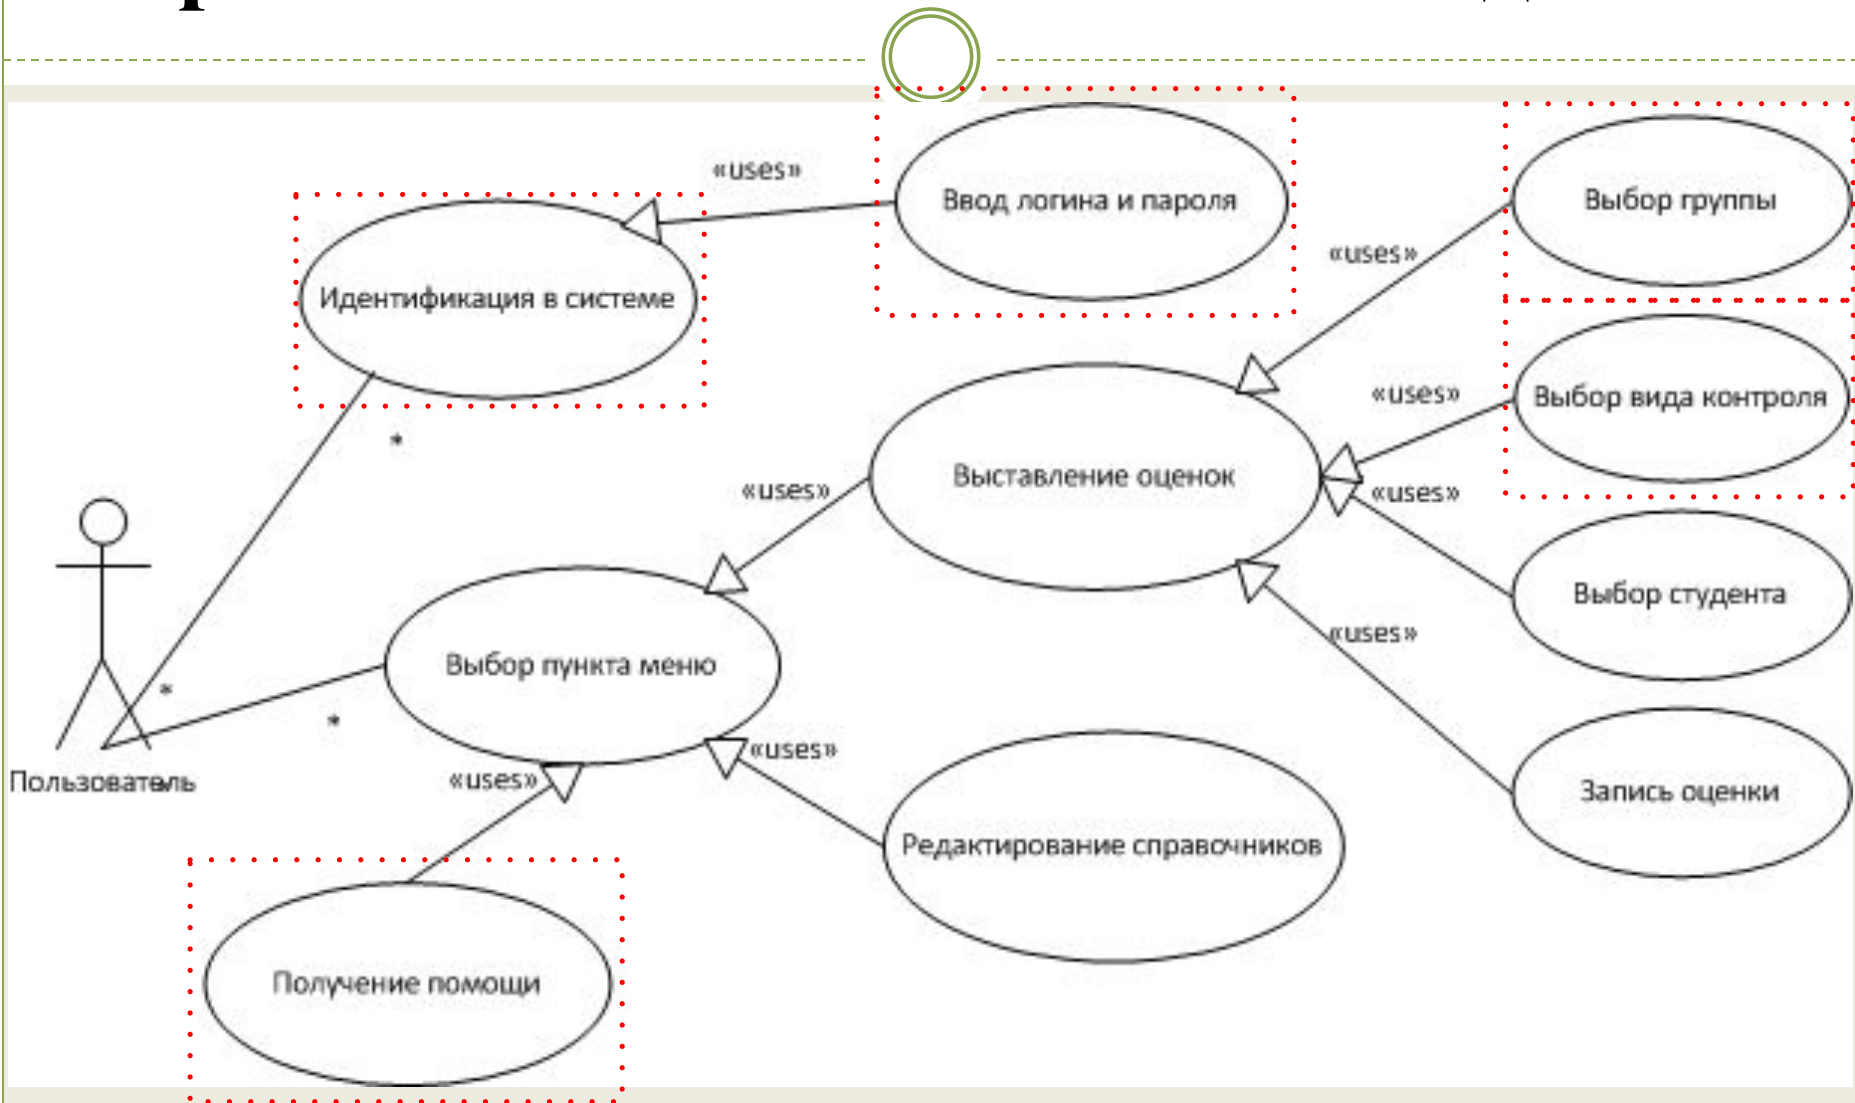 «uses»
Ввод логина и пароля
Выбор группы
«uses»
Идентификация в системе
«uses»
Выбор вида контроля
*
Выставление оценок
«uses»
«uses»
Выбор студента
«uses»
Выбор пункта меню
*
*
«uses»
«uses»
Пользователь
Запись оценки
Редактирование справочников
Получение помощи